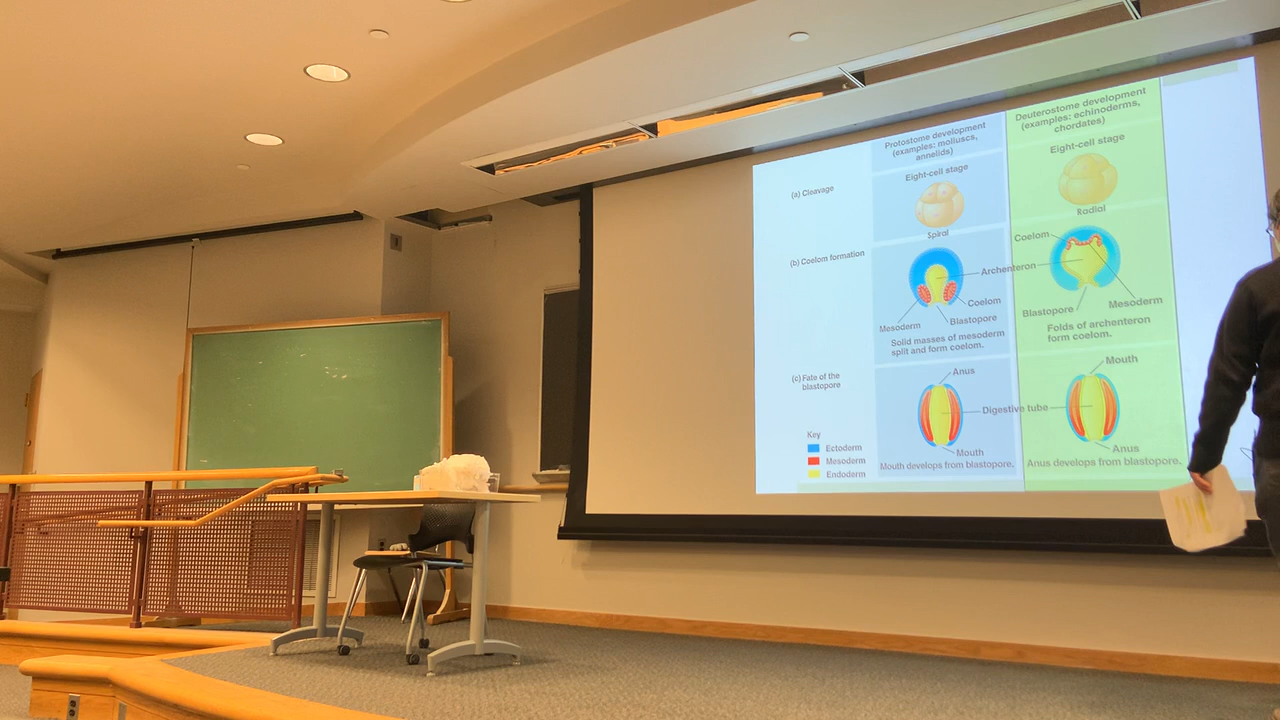 Protostome development
(examples: molluscs,
annelids)
Deuterostome development
(examples: echinoderms,
chordates)
(a) Cleavage
Eight-cell stage
Spiral
Eight-cell stage
Radial
(b) Coelom formation
Coelom
Archenteron
Coelom
Mesoderm
Blastopore
Blastopore
Mesoderm
Solid masses of mesoderm
split and form coelom.
Folds of archenteron
form coelom.
(c) Fate of the
blastopore
Anus
Mouth
Digestive tube
Mouth
Anus
Mouth develops from blastopore.
Anus develops from blastopore.
Key
Ectoderm
Mesoderm
Endoderm